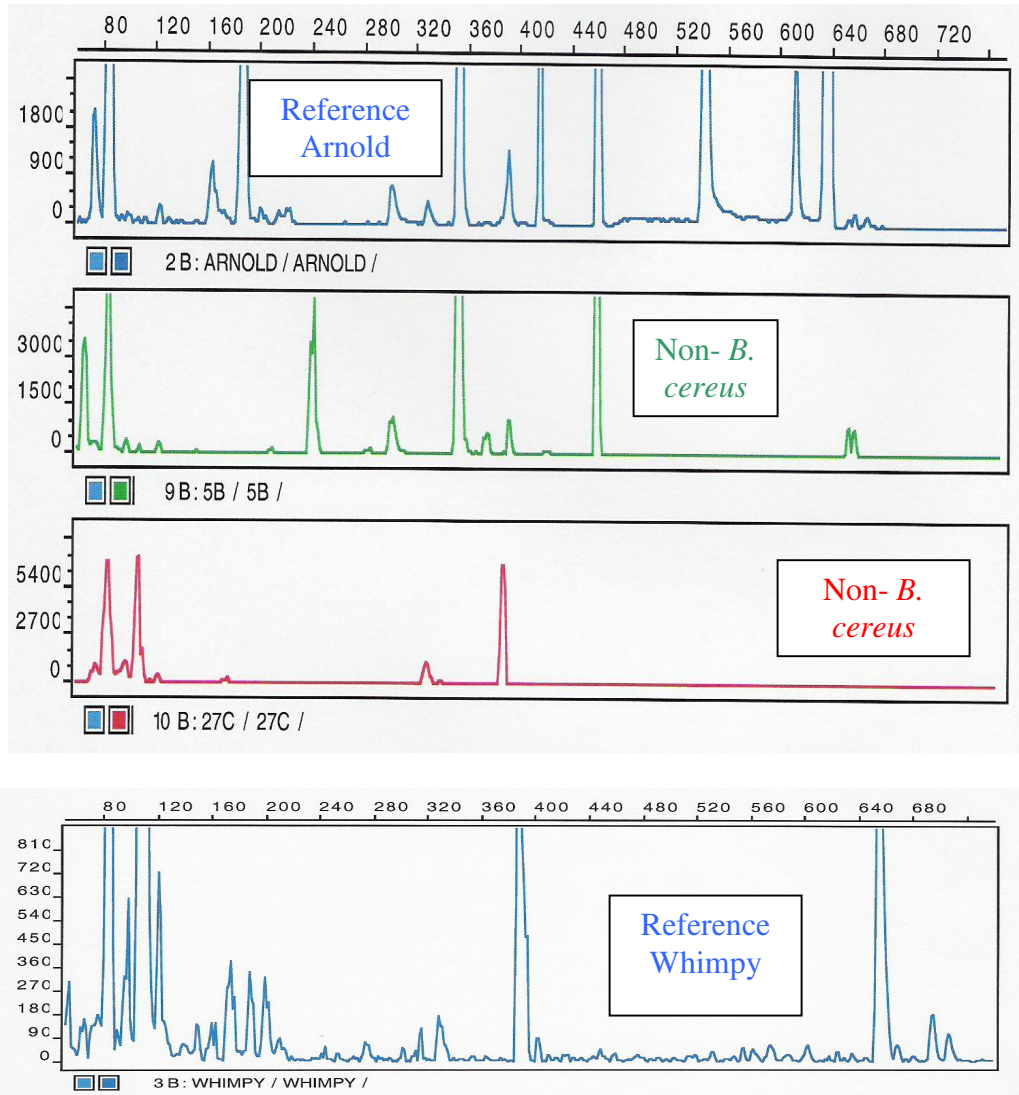 80 120 160 200 240 280 320 360 400 440 480 520 560 600 640 680 720
1800
900
0
Reference
Arnold
2 B: ARNOLD / ARNOLD /
3000
1500
0
Non- B.
cereus
9 B: 5B / 5B /
5400
2700
0
Non- B.
cereus
10 B: 27C / 27C /
80 120 160 200 240 280 320 360 400 440 480 520 560 600 640 680
810
720
630
540
450
360
270
180
90
0
Reference
Whimpy
3 B: WHIMPY / WHIMPY /